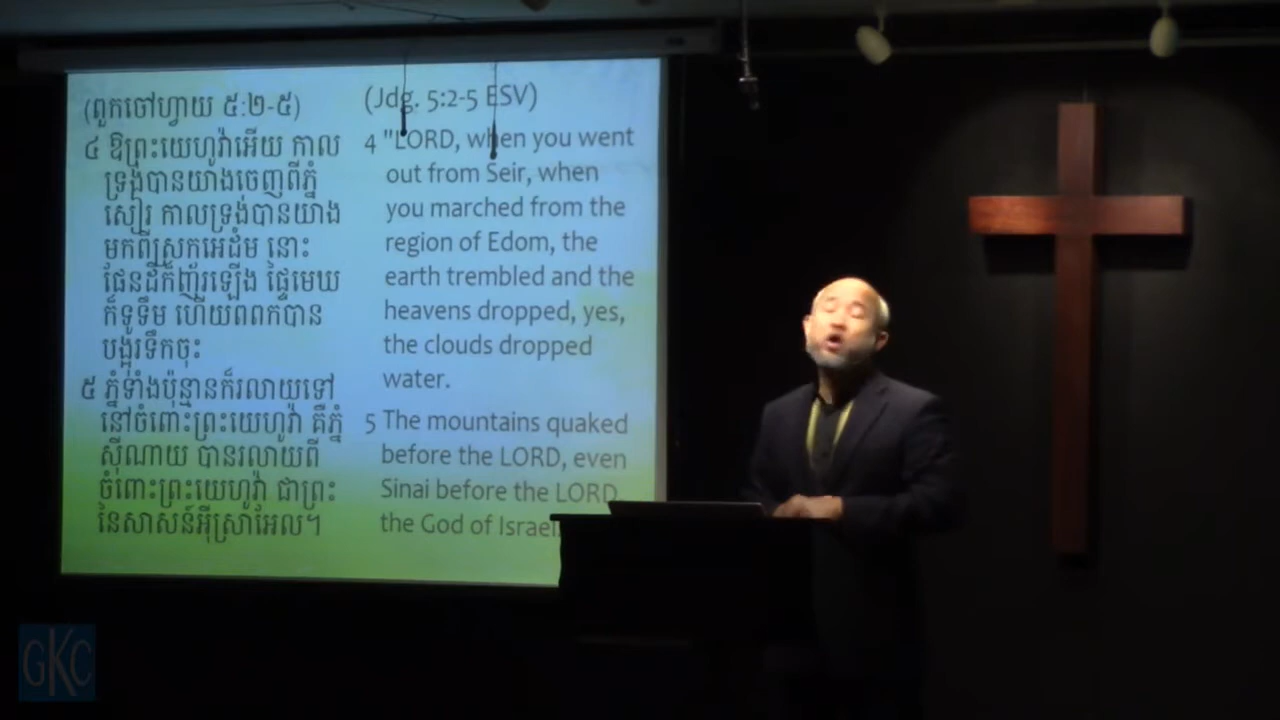 (ពួកចៅហ្វាយ ៥:២-៥)
៤ ឱព្រះយេហូវ៉ាអើយ កាល
ទ្រង់បានយាងចេញពីភ្នំ
សៀរ កាលទ្រង់បានយាង
មកពីស្រុកអេដំម នោះ
ផែនដីក៏ញ័រឡើង ផ្ទៃមេឃ
ក៏ទូទឹម ហើយពពកបាន
បង្អុរទឹកចុះ
៥ ភ្នំទាំងប៉ុន្មានក៏រលាយទៅ
នៅចំពោះព្រះយេហូវ៉ា គឺភ្នំ
ស៊ីណាយ បានរលាយពី
ចំពោះព្រះយេហូវ៉ា ជាព្រះ
នៃសាសន៍អ៊ីស្រាអែល។
(Jdg. 5:2-5 ESV)
4 "LORD, when you went
out from Seir, when
you marched from the
region of Edom, the
earth trembled and the
heavens dropped, yes,
the clouds dropped
water.
5 The mountains quaked
before the LORD, even
Sinai before the LORD,
the God of Israel.
GKC